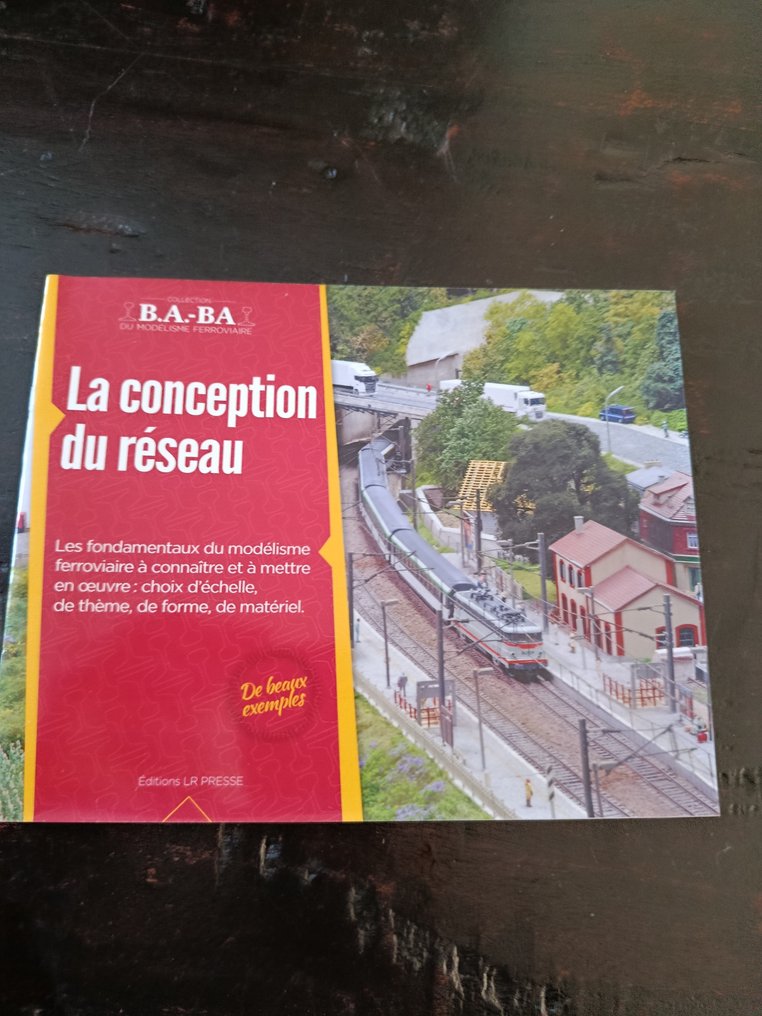 COLLECTION
B.A.-BA
DU MODÉLISME FERROVIAIRE
La conception
du réseau
Les fondamentaux du modélisme
ferroviaire à connaître et à mettre
en œuvre : choix d'échelle,
de thème, de forme, de matériel.
De beaux
exemples
Éditions LR PRESSE